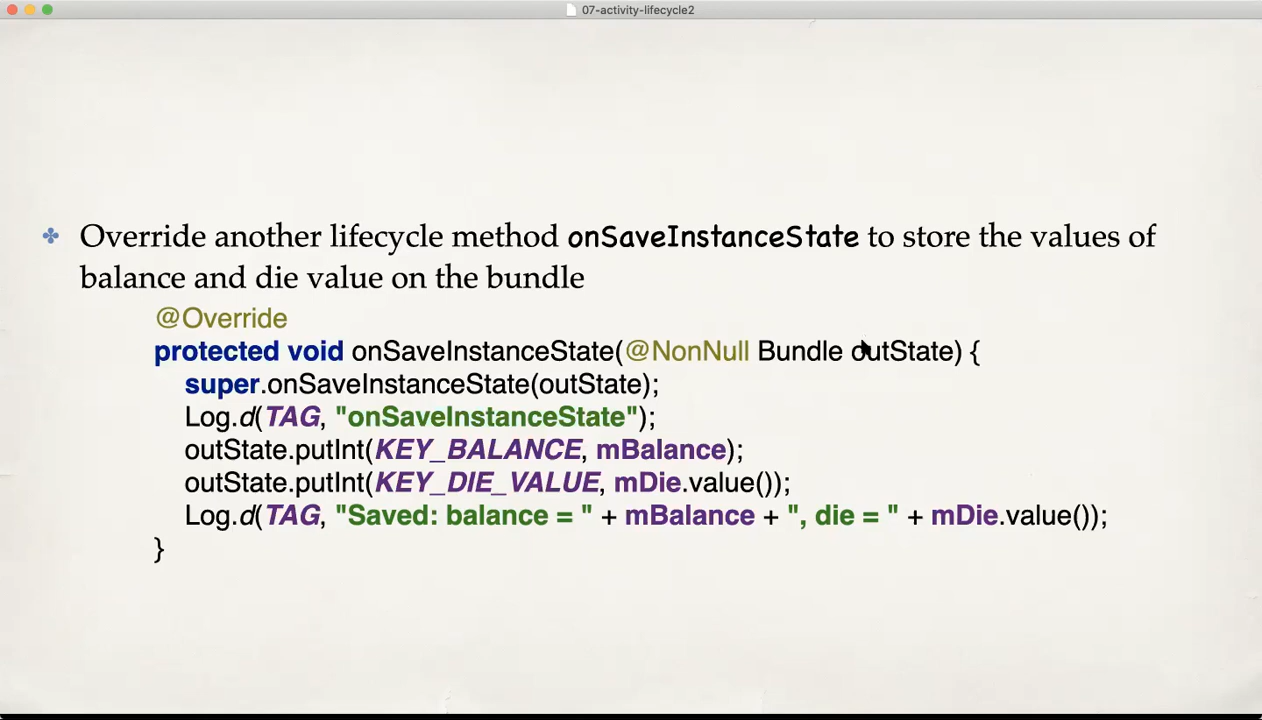 07-activity-lifecycle2
Override another lifecycle method onSaveInstanceState to store the values of
balance and die value on the bundle
@Override
protected void onSaveInstanceState(@NonNull Bundle outState) {
super.onSaveInstanceState(outState);
Log.d(TAG, "onSaveInstanceState");
outState.putInt(KEY_BALANCE, mBalance);
outState.putInt(KEY_DIE_VALUE, mDie.value());
Log.d(TAG, "Saved: balance = " + mBalance + ", die = " + mDie.value());
}